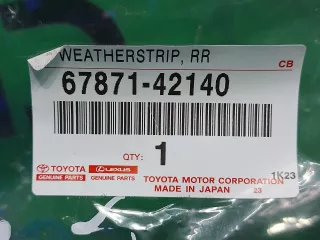 WEATHERSTRIP, RR
CB
67871-42140
QTY: 1
TOYOTA LEXUS
GENUINE PARTS GENUINE PARTS
TOYOTA MOTOR CORPORATION
MADE IN JAPAN 23
1K23